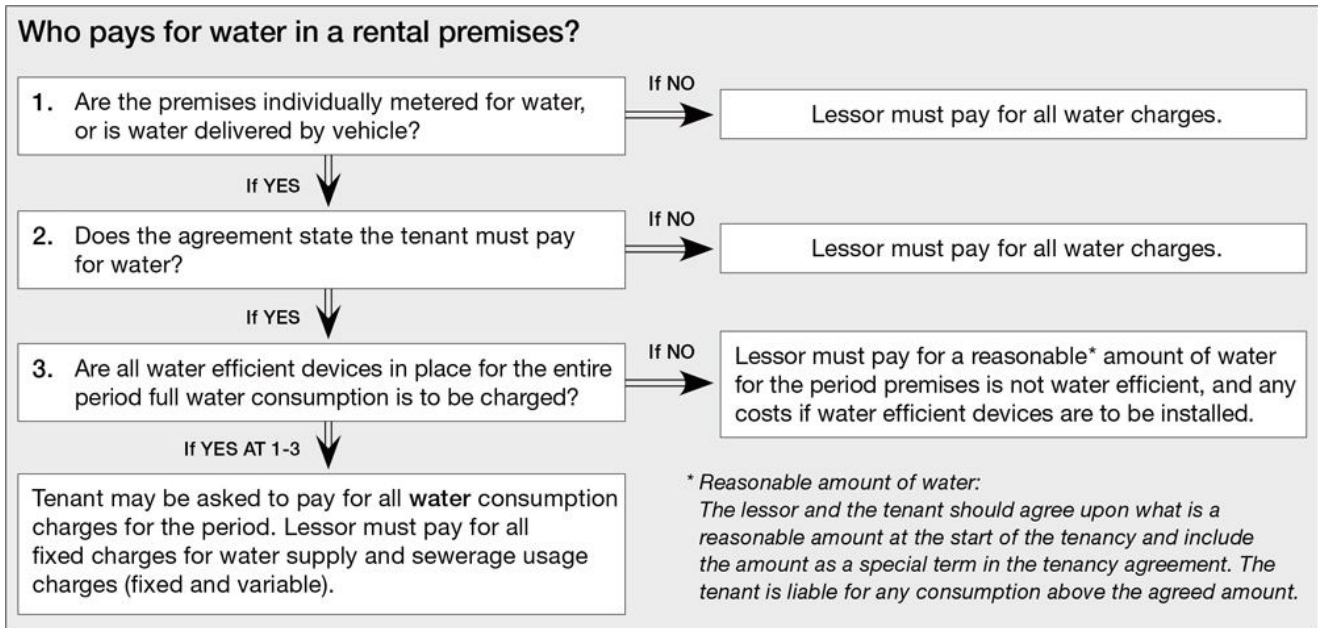 Who pays for water in a rental premises?
1. Are the premises individually metered for water,
or is water delivered by vehicle?
If NO
Lessor must pay for all water charges.
If YES
2. Does the agreement state the tenant must pay
for water?
If NO
Lessor must pay for all water charges.
If YES
3. Are all water efficient devices in place for the entire
period full water consumption is to be charged?
If NO
Lessor must pay for a reasonable* amount of water
for the period premises is not water efficient, and any
costs if water efficient devices are to be installed.
If YES AT 1-3
Tenant may be asked to pay for all water consumption
charges for the period. Lessor must pay for all
fixed charges for water supply and sewerage usage
charges (fixed and variable).
* Reasonable amount of water:
The lessor and the tenant should agree upon what is a
reasonable amount at the start of the tenancy and include
the amount as a special term in the tenancy agreement. The
tenant is liable for any consumption above the agreed amount.